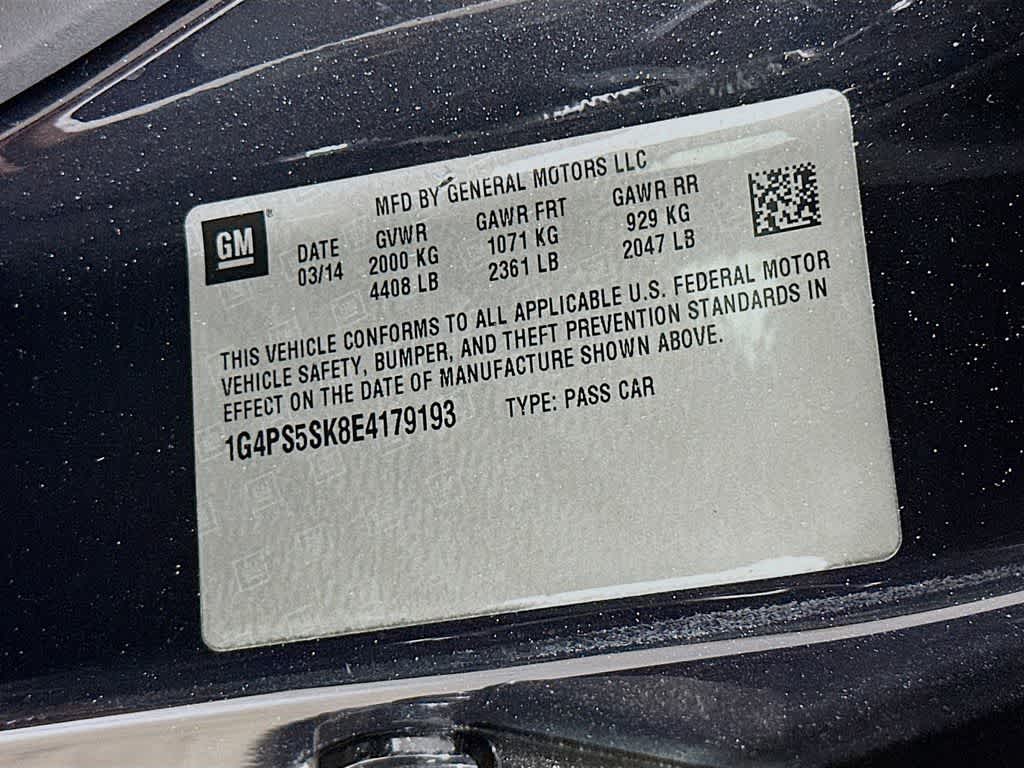 MFD BY GENERAL MOTORS LLC
GM
DATE GVWR GAWR FRT GAWR RR
03/14 2000 KG 1071 KG 929 KG
4408 LB 2361 LB 2047 LB
THIS VEHICLE CONFORMS TO ALL APPLICABLE U.S. FEDERAL MOTOR
VEHICLE SAFETY, BUMPER, AND THEFT PREVENTION STANDARDS IN
EFFECT ON THE DATE OF MANUFACTURE SHOWN ABOVE.
1G4PS5SK8E4179193 TYPE: PASS CAR